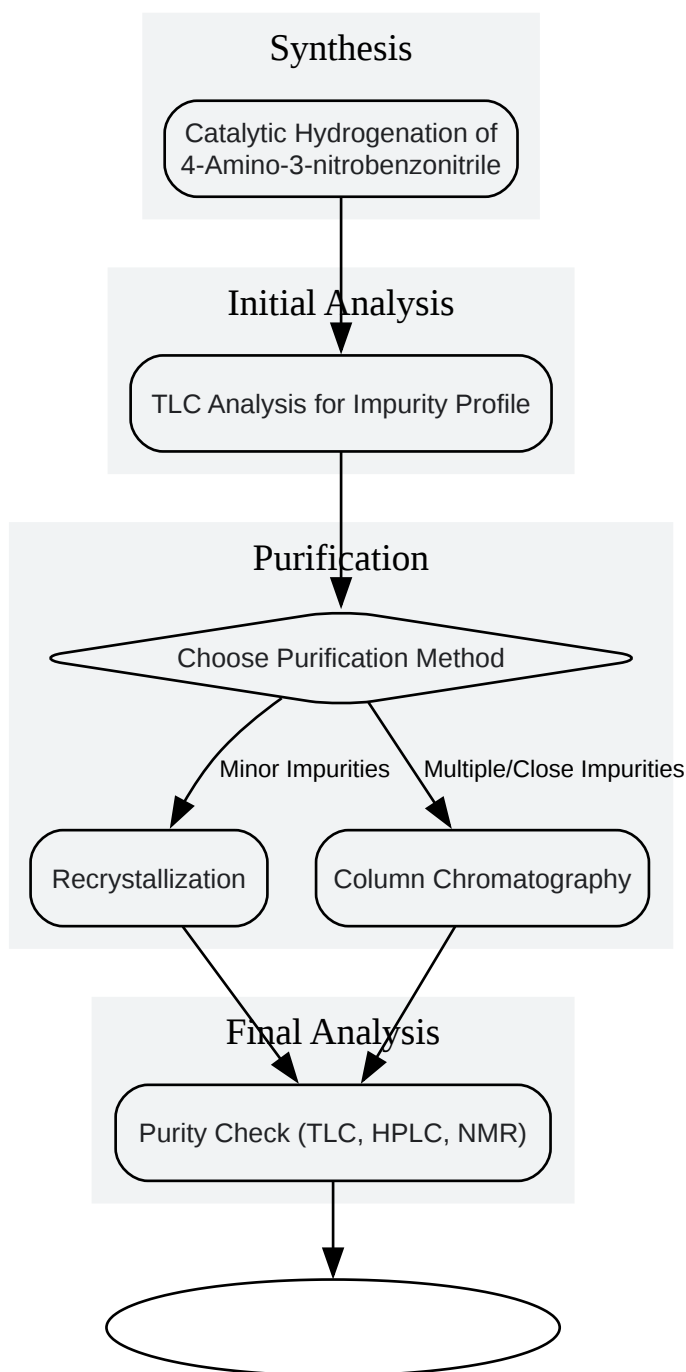 Synthesis
Catalytic Hydrogenation of
4-Amino-3-nitrobenzonitrile
Initial Analysis
TLC Analysis for Impurity Profile
Purification
Choose Purification Method
Minor Impurities
Multiple/Close Impurities
Recrystallization
Column Chromatography
Final Analysis
Purity Check (TLC, HPLC, NMR)